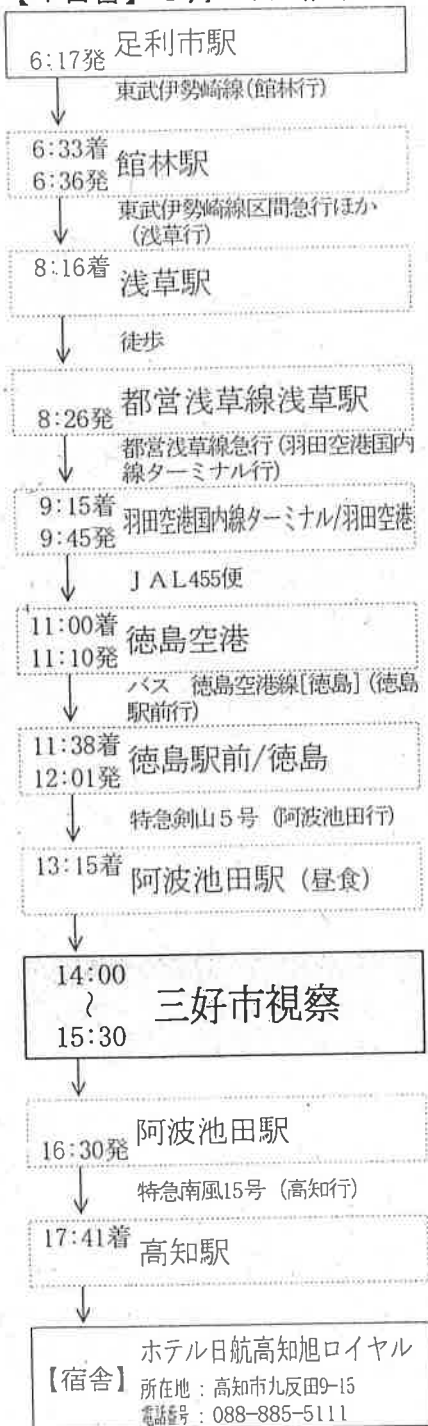 足利市駅
6:17発
東武伊勢崎線(館林行)
6:33着
6:36発
館林駅
東武伊勢崎線区間急行ほか
(浅草行)
8:16着
浅草駅
徒歩
都営浅草線浅草駅
8:26発
都営浅草線急行(羽田空港国内
線ターミナル行)
9:15着
9:45発
羽田空港国内線ターミナル/羽田空港
JAL455便
11:00着
11:10発
徳島空港
バス 徳島空港線[徳島](徳島
駅前行)
11:38着
12:01発
徳島駅前/徳島
特急剣山5号(阿波池田行)
13:15着
阿波池田駅(昼食)
14:00
~
15:30
三好市視察
阿波池田駅
16:30発
特急南風15号(高知行)
17:41着
高知駅
【宿舎】
ホテル日航高知旭ロイヤル
所在地:高知市九反田9-15
電話番号:088-885-5111